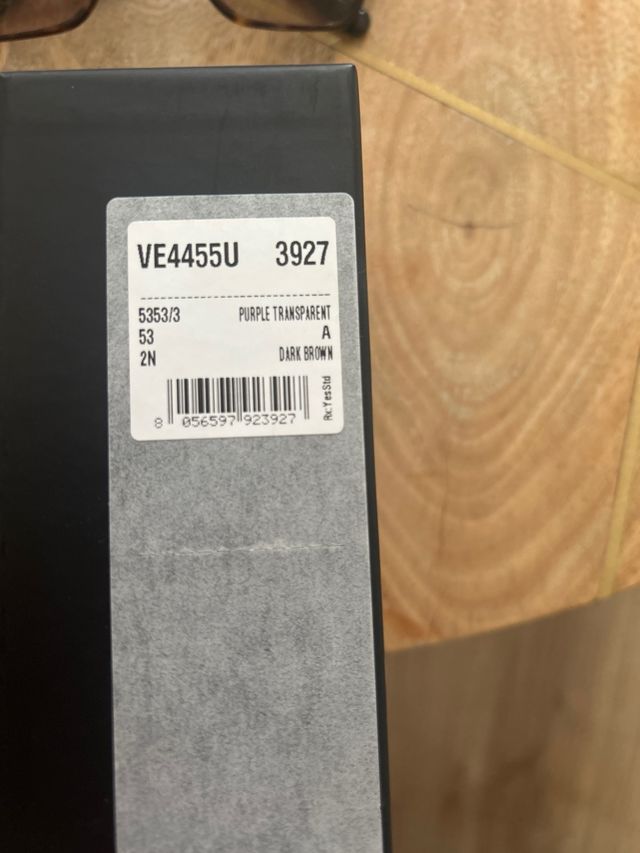 VE4455U 3927
5353/3 PURPLE TRANSPARENT
53 A
2N DARK BROWN
Rx:YesStd
8 056597 923927